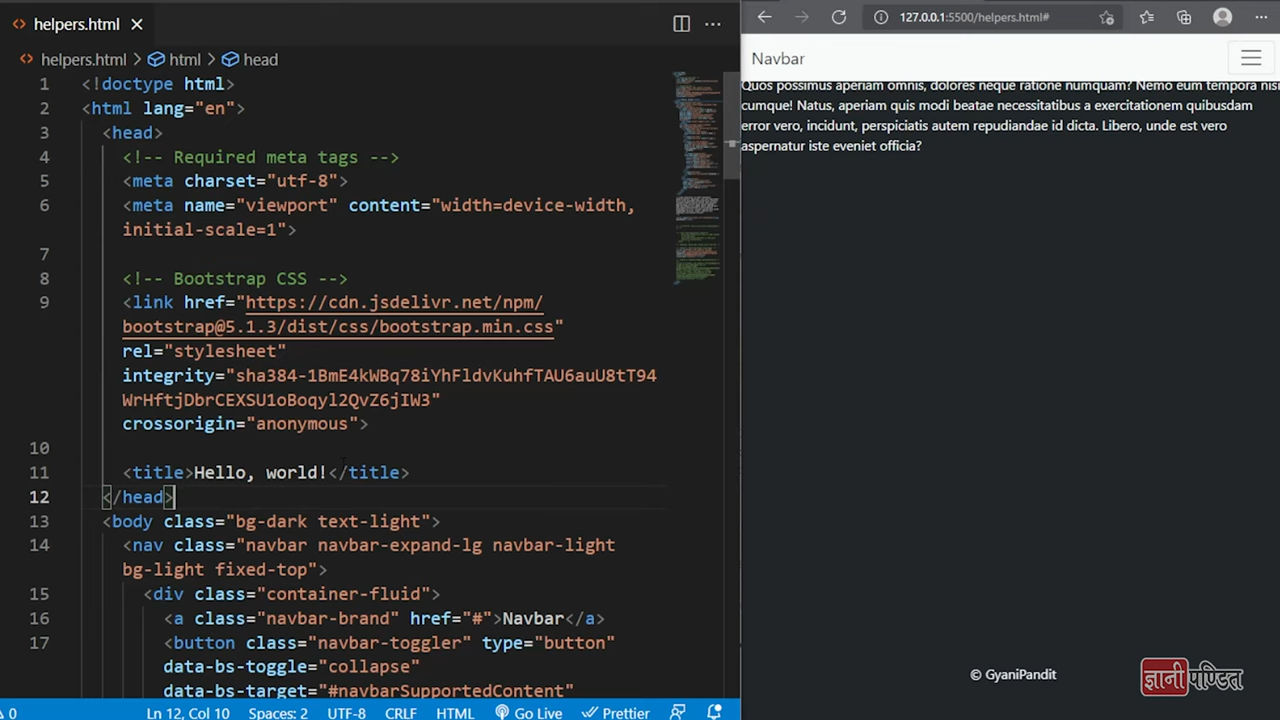 helpers.html
127.0.0.1:5500/helpers.html#
helpers.html > html > head
1 <!doctype html>
2 <html lang="en">
3 <head>
4 <!-- Required meta tags -->
5 <meta charset="utf-8">
6 <meta name="viewport" content="width=device-width,
initial-scale=1">
7
8 <!-- Bootstrap CSS -->
9 <link href="https://cdn.jsdelivr.net/npm/
bootstrap@5.1.3/dist/css/bootstrap.min.css"
rel="stylesheet"
integrity="sha384-1BmE4kWBq78iYhFldvKuhfTAU6auU8tT94
WrHftjDbrCEXSU1oBoqyl2QvZ6jIW3"
crossorigin="anonymous">
10
11 <title>Hello, world!</title>
12 </head>
13 <body class="bg-dark text-light">
14 <nav class="navbar navbar-expand-lg navbar-light
bg-light fixed-top">
15 <div class="container-fluid">
16 <a class="navbar-brand" href="#">Navbar</a>
17 <button class="navbar-toggler" type="button"
data-bs-toggle="collapse"
data-bs-target="#navbarSupportedContent"
0 Ln 12, Col 10 Spaces: 2 UTF-8 CRLF HTML Go Live Prettier
Navbar
Quos possimus aperiam omnis, dolores neque ratione numquam? Nemo eum tempora nisi
cumque! Natus, aperiam quis modi beatae necessitatibus a exercitationem quibusdam
error vero, incidunt, perspiciatis autem repudiandae id dicta. Libero, unde est vero
aspernatur iste eveniet officia?
© GyaniPandit
ज्ञानी पण्डित